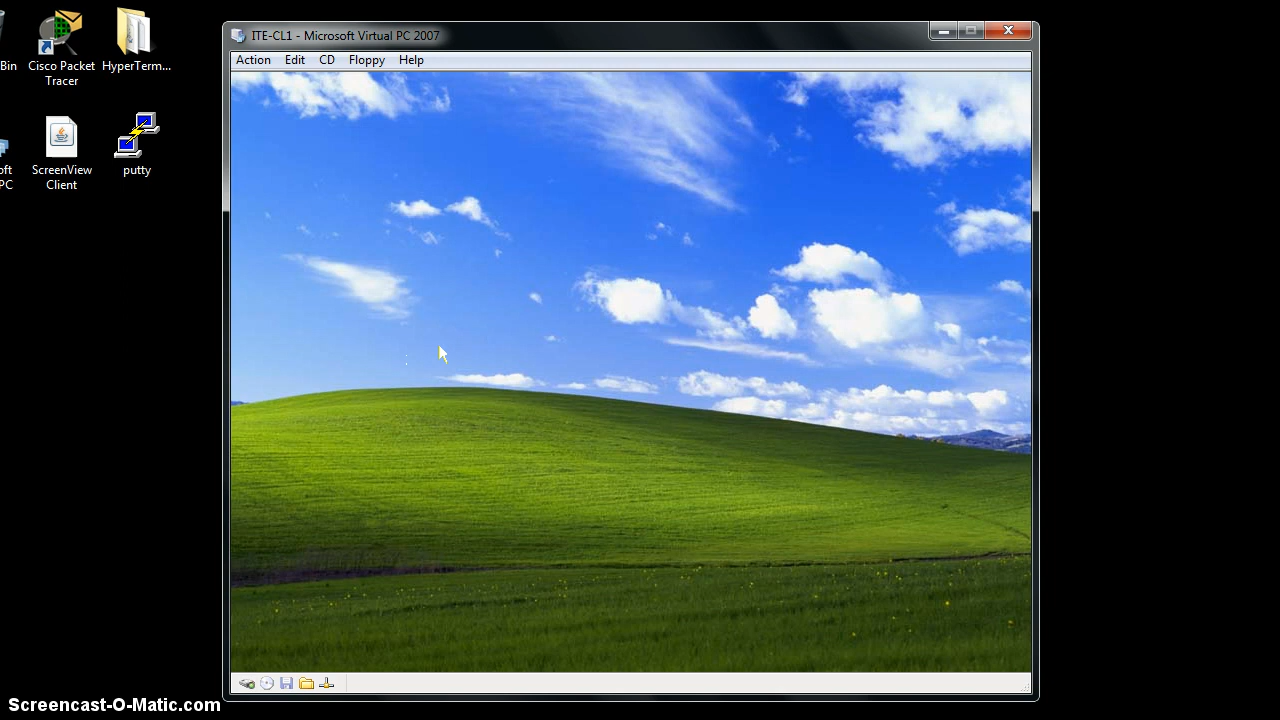 ITE-CL1 - Microsoft Virtual PC 2007
Action Edit CD Floppy Help
Bin
Cisco Packet
Tracer
HyperTerm...
oft
PC
ScreenView
Client
putty
Screencast-O-Matic.com